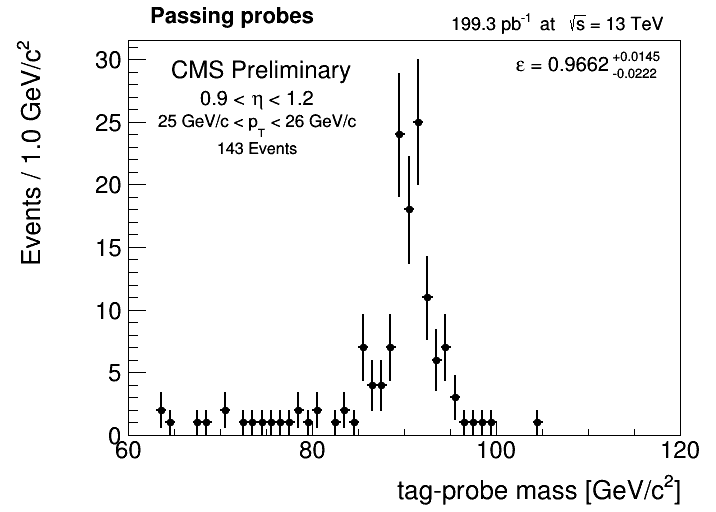 Passing probes
199.3 pb⁻¹ at √s = 13 TeV
CMS Preliminary
ε = 0.9662 +0.0145 -0.0222
0.9 < η < 1.2
25 GeV/c < p_T < 26 GeV/c
143 Events
Events / 1.0 GeV/c²
30
25
20
15
10
5
0
60 80 100 120
tag-probe mass [GeV/c²]